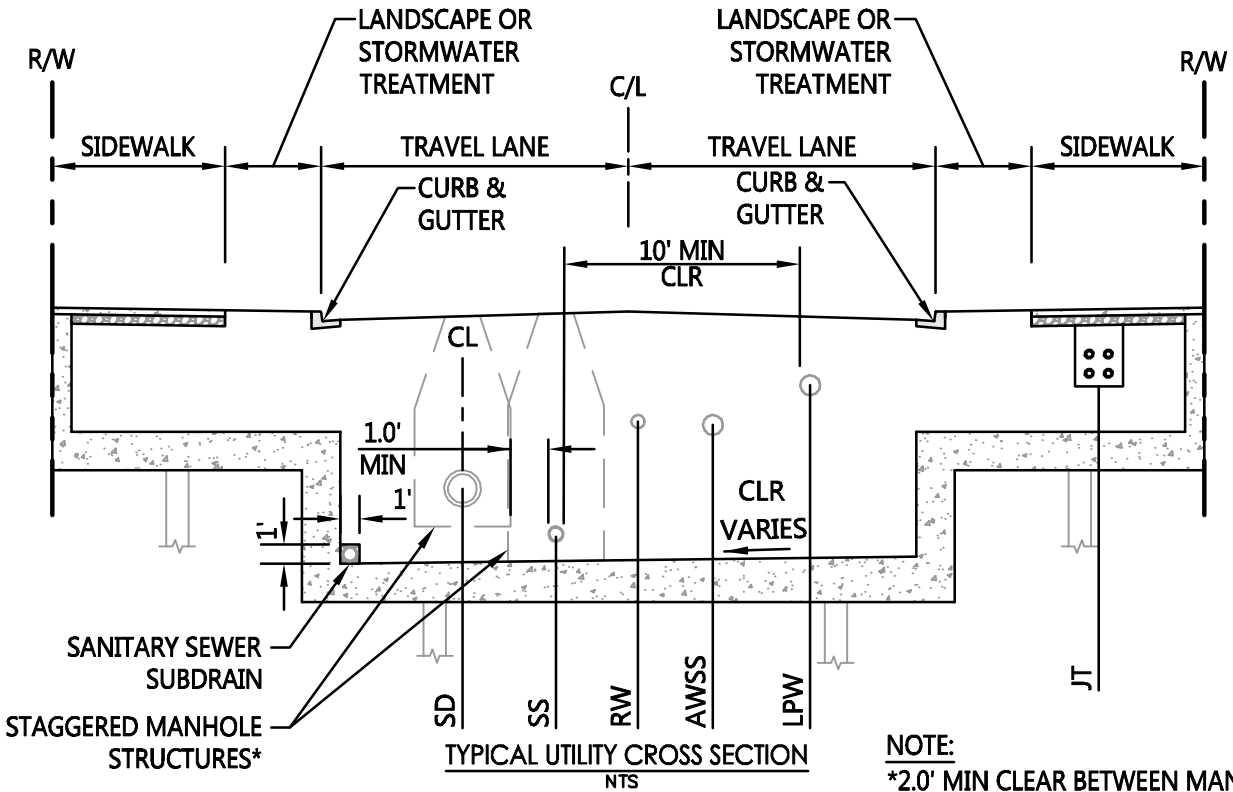 LANDSCAPE OR
STORMWATER
TREATMENT
LANDSCAPE OR
STORMWATER
TREATMENT
R/W
C/L
R/W
SIDEWALK
TRAVEL LANE
TRAVEL LANE
SIDEWALK
CURB &
GUTTER
CURB &
GUTTER
10' MIN
CLR
CL
1.0'
MIN
1'
1'
CLR
VARIES
SANITARY SEWER
SUBDRAIN
STAGGERED MANHOLE
STRUCTURES*
SD
SS
RW
AWSS
LPW
JT
TYPICAL UTILITY CROSS SECTION
NTS
NOTE:
*2.0' MIN CLEAR BETWEEN MAN